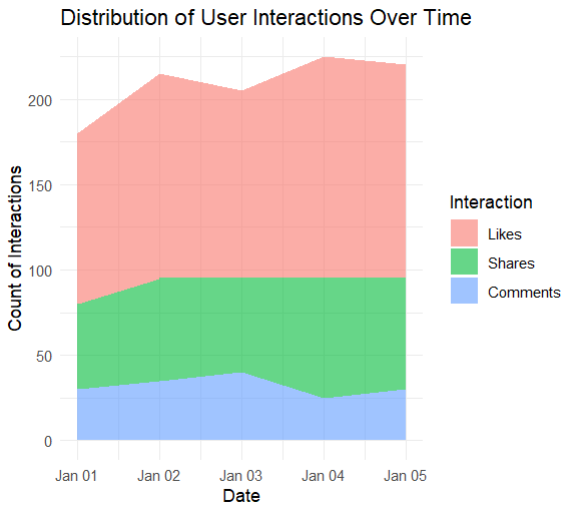 Distribution of User Interactions Over Time
Count of Interactions
200
150
100
50
0
Jan 01 Jan 02 Jan 03 Jan 04 Jan 05
Date
Interaction
Likes
Shares
Comments